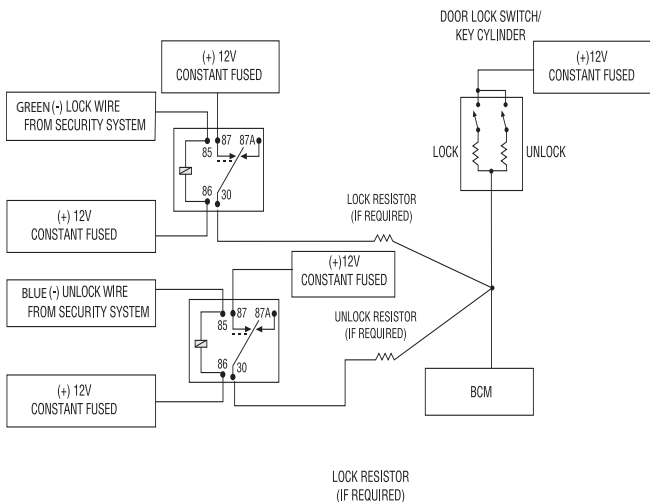 DOOR LOCK SWITCH/
KEY CYLINDER
(+) 12V
CONSTANT FUSED
(+)12V
CONSTANT FUSED
GREEN (-) LOCK WIRE
FROM SECURITY SYSTEM
87
87A
85
86
30
LOCK
UNLOCK
(+) 12V
CONSTANT FUSED
LOCK RESISTOR
(IF REQUIRED)
(+)12V
CONSTANT FUSED
BLUE (-) UNLOCK WIRE
FROM SECURITY SYSTEM
87
87A
85
86
30
UNLOCK RESISTOR
(IF REQUIRED)
(+) 12V
CONSTANT FUSED
BCM
LOCK RESISTOR
(IF REQUIRED)